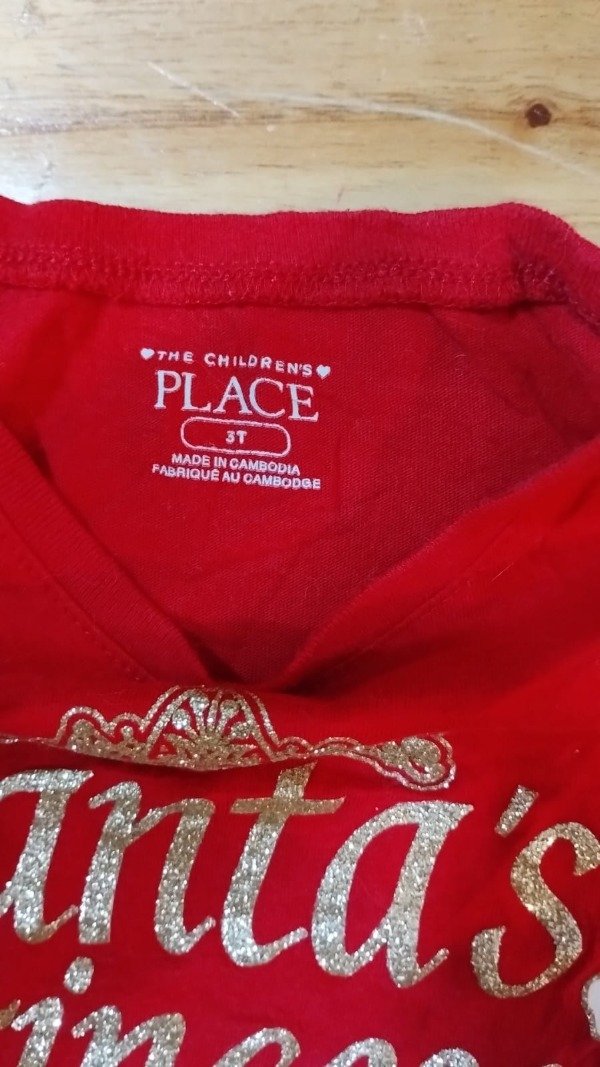 THE CHILDREN'S
PLACE
3T
MADE IN CAMBODIA
FABRIQUÉ AU CAMBODGE
anta's